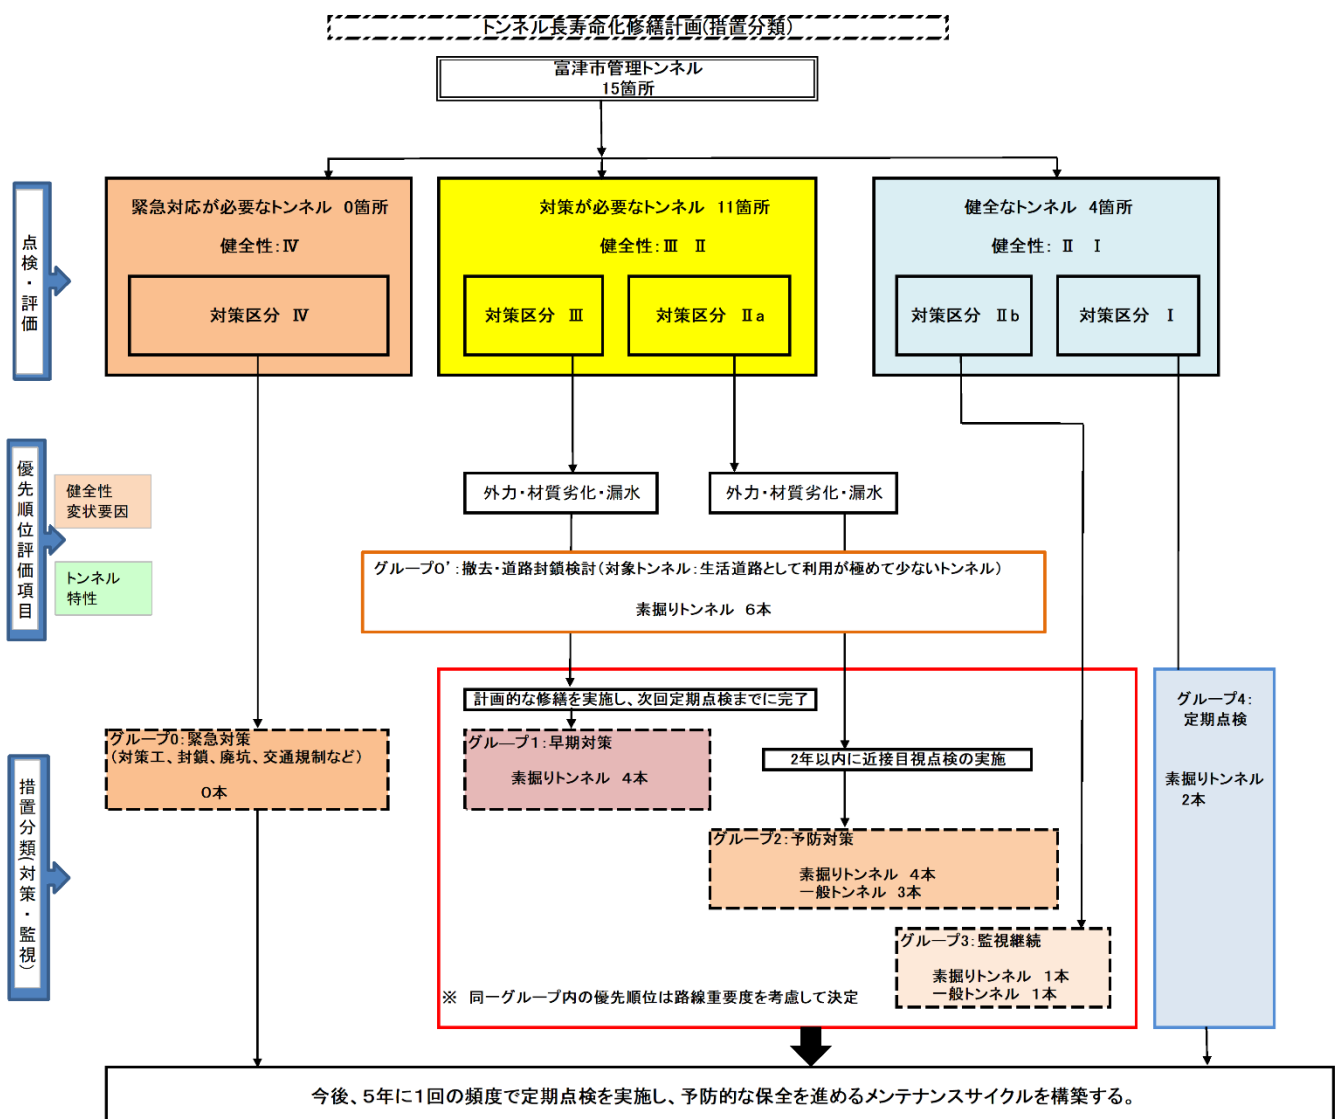 トンネル長寿命化修繕計画(措置分類)
富津市管理トンネル
15箇所
点検・評価
緊急対応が必要なトンネル 0箇所
健全性:Ⅳ
対策区分 Ⅳ
対策が必要なトンネル 11箇所
健全性:Ⅲ Ⅱ
対策区分 Ⅲ
対策区分 Ⅱa
健全なトンネル 4箇所
健全性: Ⅱ Ⅰ
対策区分 Ⅱb
対策区分 Ⅰ
優先順位評価項目
健全性
変状要因
トンネル
特性
外力・材質劣化・漏水
外力・材質劣化・漏水
グループ0’:撤去・道路封鎖検討(対象トンネル:生活道路として利用が極めて少ないトンネル)
素掘りトンネル 6本
措置分類(対策・監視)
グループ0:緊急対策
(対策工、封鎖、廃坑、交通規制など)
0本
計画的な修繕を実施し、次回定期点検までに完了
グループ1:早期対策
素掘りトンネル 4本
2年以内に近接目視点検の実施
グループ2:予防対策
素掘りトンネル 4本
一般トンネル 3本
グループ3:監視継続
素掘りトンネル 1本
一般トンネル 1本
※ 同一グループ内の優先順位は路線重要度を考慮して決定
グループ4:
定期点検
素掘りトンネル
2本
今後、5年に1回の頻度で定期点検を実施し、予防的な保全を進めるメンテナンスサイクルを構築する。